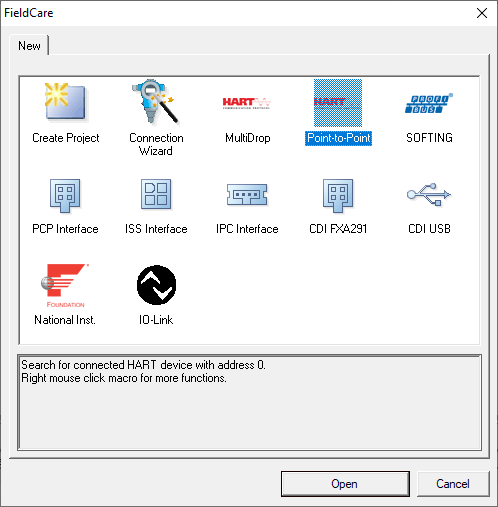 FieldCare
New
Create Project
Connection
Wizard
HART
COMMUNICATION PROTOCOL
MultiDrop
HART
Point-to-Point
PROFI
BUS
SOFTING
PCP Interface
ISS Interface
IPC Interface
CDI FXA291
CDI USB
FOUNDATION
National Inst.
IO-Link
Search for connected HART device with address 0.
Right mouse click macro for more functions.
Open
Cancel